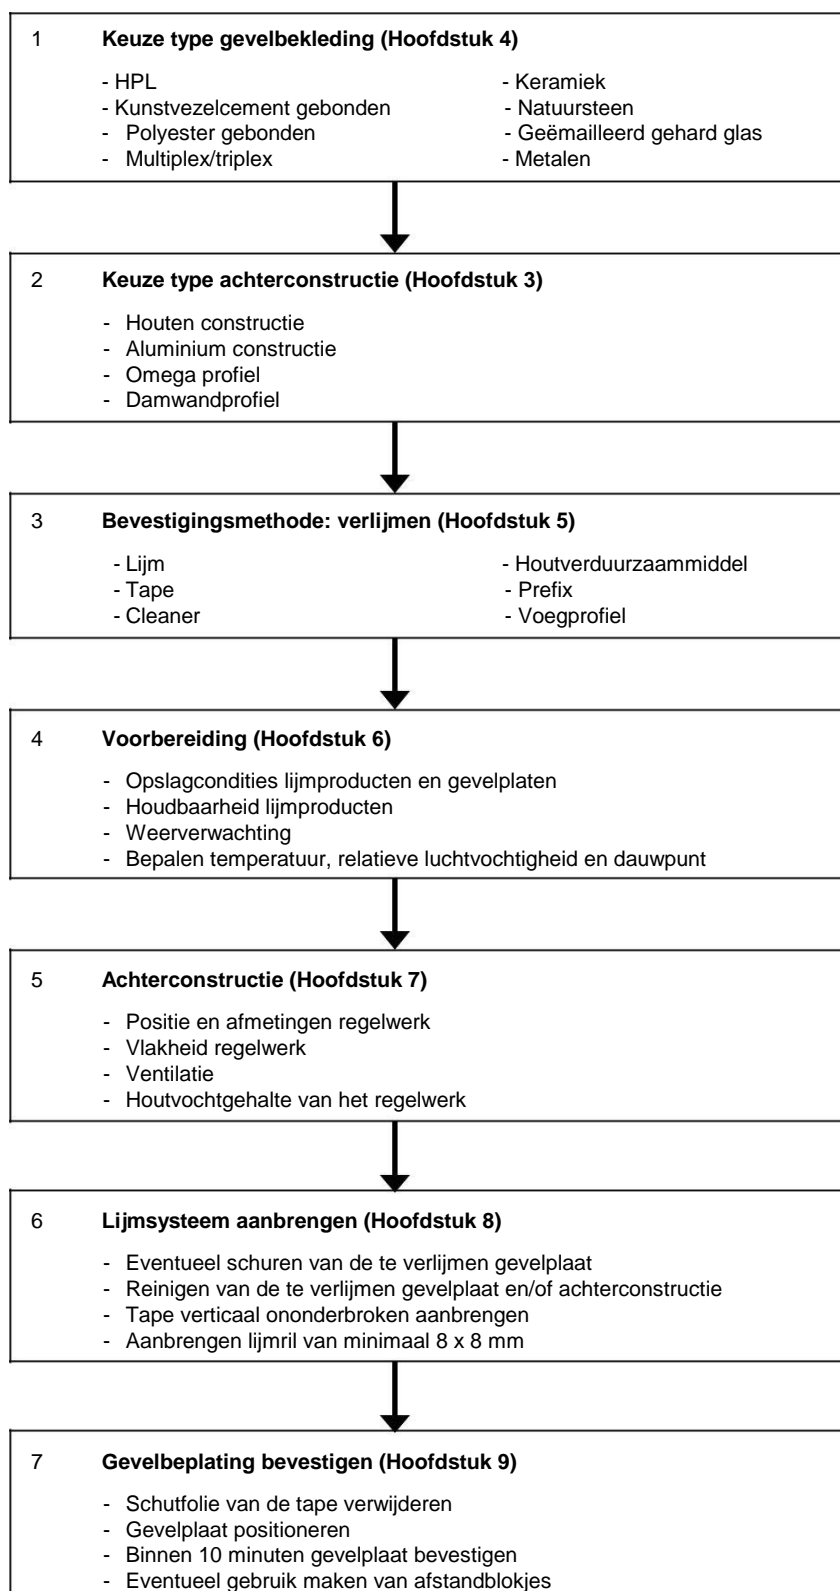 1 Keuze type gevelbekleding (Hoofdstuk 4)
- HPL - Keramiek
- Kunstvezelcement gebonden - Natuursteen
- Polyester gebonden - Geëmailleerd gehard glas
- Multiplex/triplex - Metalen
2 Keuze type achterconstructie (Hoofdstuk 3)
- Houten constructie
- Aluminium constructie
- Omega profiel
- Damwandprofiel
3 Bevestigingsmethode: verlijmen (Hoofdstuk 5)
- Lijm - Houtverduurzaammiddel
- Tape - Prefix
- Cleaner - Voegprofiel
4 Voorbereiding (Hoofdstuk 6)
- Opslagcondities lijmproducten en gevelplaten
- Houdbaarheid lijmproducten
- Weerverwachting
- Bepalen temperatuur, relatieve luchtvochtigheid en dauwpunt
5 Achterconstructie (Hoofdstuk 7)
- Positie en afmetingen regelwerk
- Vlakheid regelwerk
- Ventilatie
- Houtvochtgehalte van het regelwerk
6 Lijmsysteem aanbrengen (Hoofdstuk 8)
- Eventueel schuren van de te verlijmen gevelplaat
- Reinigen van de te verlijmen gevelplaat en/of achterconstructie
- Tape verticaal ononderbroken aanbrengen
- Aanbrengen lijmril van minimaal 8 x 8 mm
7 Gevelbeplating bevestigen (Hoofdstuk 9)
- Schutfolie van de tape verwijderen
- Gevelplaat positioneren
- Binnen 10 minuten gevelplaat bevestigen
- Eventueel gebruik maken van afstandblokjes